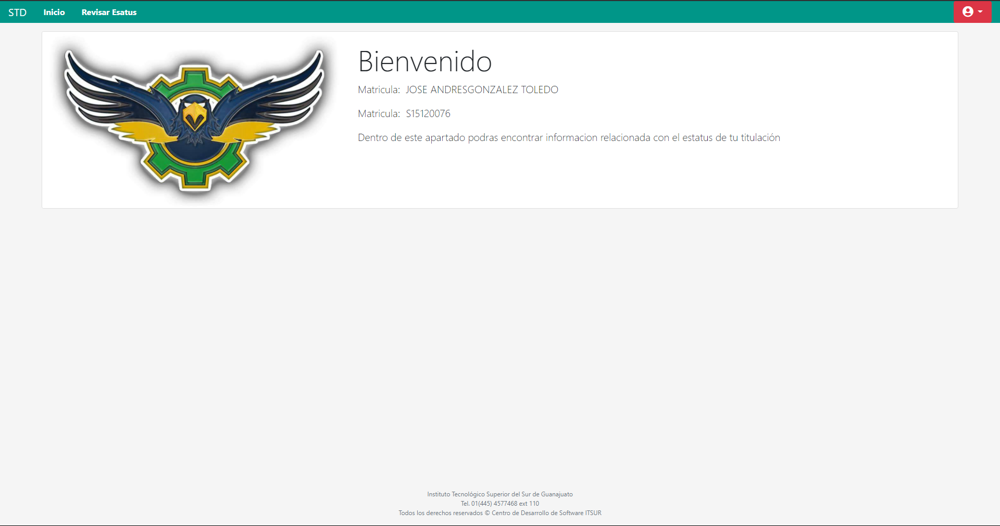 STD Inicio Revisar Esatus
Bienvenido
Matricula: JOSE ANDRESGONZALEZ TOLEDO
Matricula: S15120076
Dentro de este apartado podras encontrar informacion relacionada con el estatus de tu titulación
Instituto Tecnológico Superior del Sur de Guanajuato
Tel. 01(445) 4577468 ext 110
Todos los derechos reservados © Centro de Desarrollo de Software ITSUR